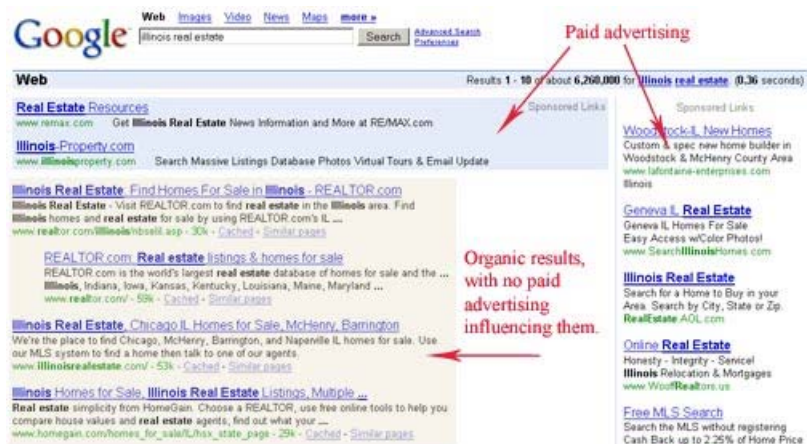 Google
Web Images Video News Maps more »
illinois real estate
Search
Advanced Search
Preferences
Paid advertising
Web
Results 1 - 10 of about 6,260,000 for Illinois real estate. (0.36 seconds)
Real Estate Resources
Sponsored Links
www.remax.com Get Illinois Real Estate News Information and More at RE/MAX.com
Illinois-Property.com
www.illinoisproperty.com Search Massive Listings Database Photos Virtual Tours & Email Update
Illinois Real Estate: Find Homes For Sale in Illinois - REALTOR.com
Illinois Real Estate - Visit REALTOR.com to find real estate in the Illinois area. Find
Illinois homes and real estate for sale by using REALTOR.com's IL ...
www.realtor.com/illinois/nbselil.asp - 30k - Cached - Similar pages
REALTOR.com: Real estate listings & homes for sale
REALTOR.com is the world's largest real estate database of homes for sale and the ...
Illinois, Indiana, Iowa, Kansas, Kentucky, Louisiana, Maine, Maryland ...
www.realtor.com/ - 59k - Cached - Similar pages
Illinois Real Estate, Chicago IL Homes for Sale, McHenry, Barrington
We're the place to find Chicago, McHerry, Barrington, and Naperville IL homes for sale. Use
our MLS system to find a home then talk to one of our agents.
www.illinoisrealestate.com/ - 53k - Cached - Similar pages
Illinois Homes for Sale, Illinois Real Estate Listings, Multiple ...
Real estate simplicity from HomeGain. Choose a REALTOR, use free online tools to help you
compare house values and real estate agents, find out what your ...
www.homegain.com/homes_for_sale/IL/hsx_state_page - 29k - Cached - Similar pages
Organic results,
with no paid
advertising
influencing them.
Sponsored Links
Woodstock-IL New Homes
Custom & spec new home builder in
Woodstock & McHenry County Area
www.lafontaine-enterprises.com
Illinois
Geneva IL Real Estate
Geneva IL Homes For Sale
Easy Access w/Color Photos!
www.SearchIllinoisHomes.com
Illinois Real Estate
Search for a Home to Buy in your
Area. Search by City, State or Zip.
RealEstate.AOL.com
Online Real Estate
Honesty - Integrity - Service!
Illinois Relocation & Mortgages
www.WoofRealtors.us
Free MLS Search
Search the MLS without registering
Cash Back up to 2.25% of Home Price